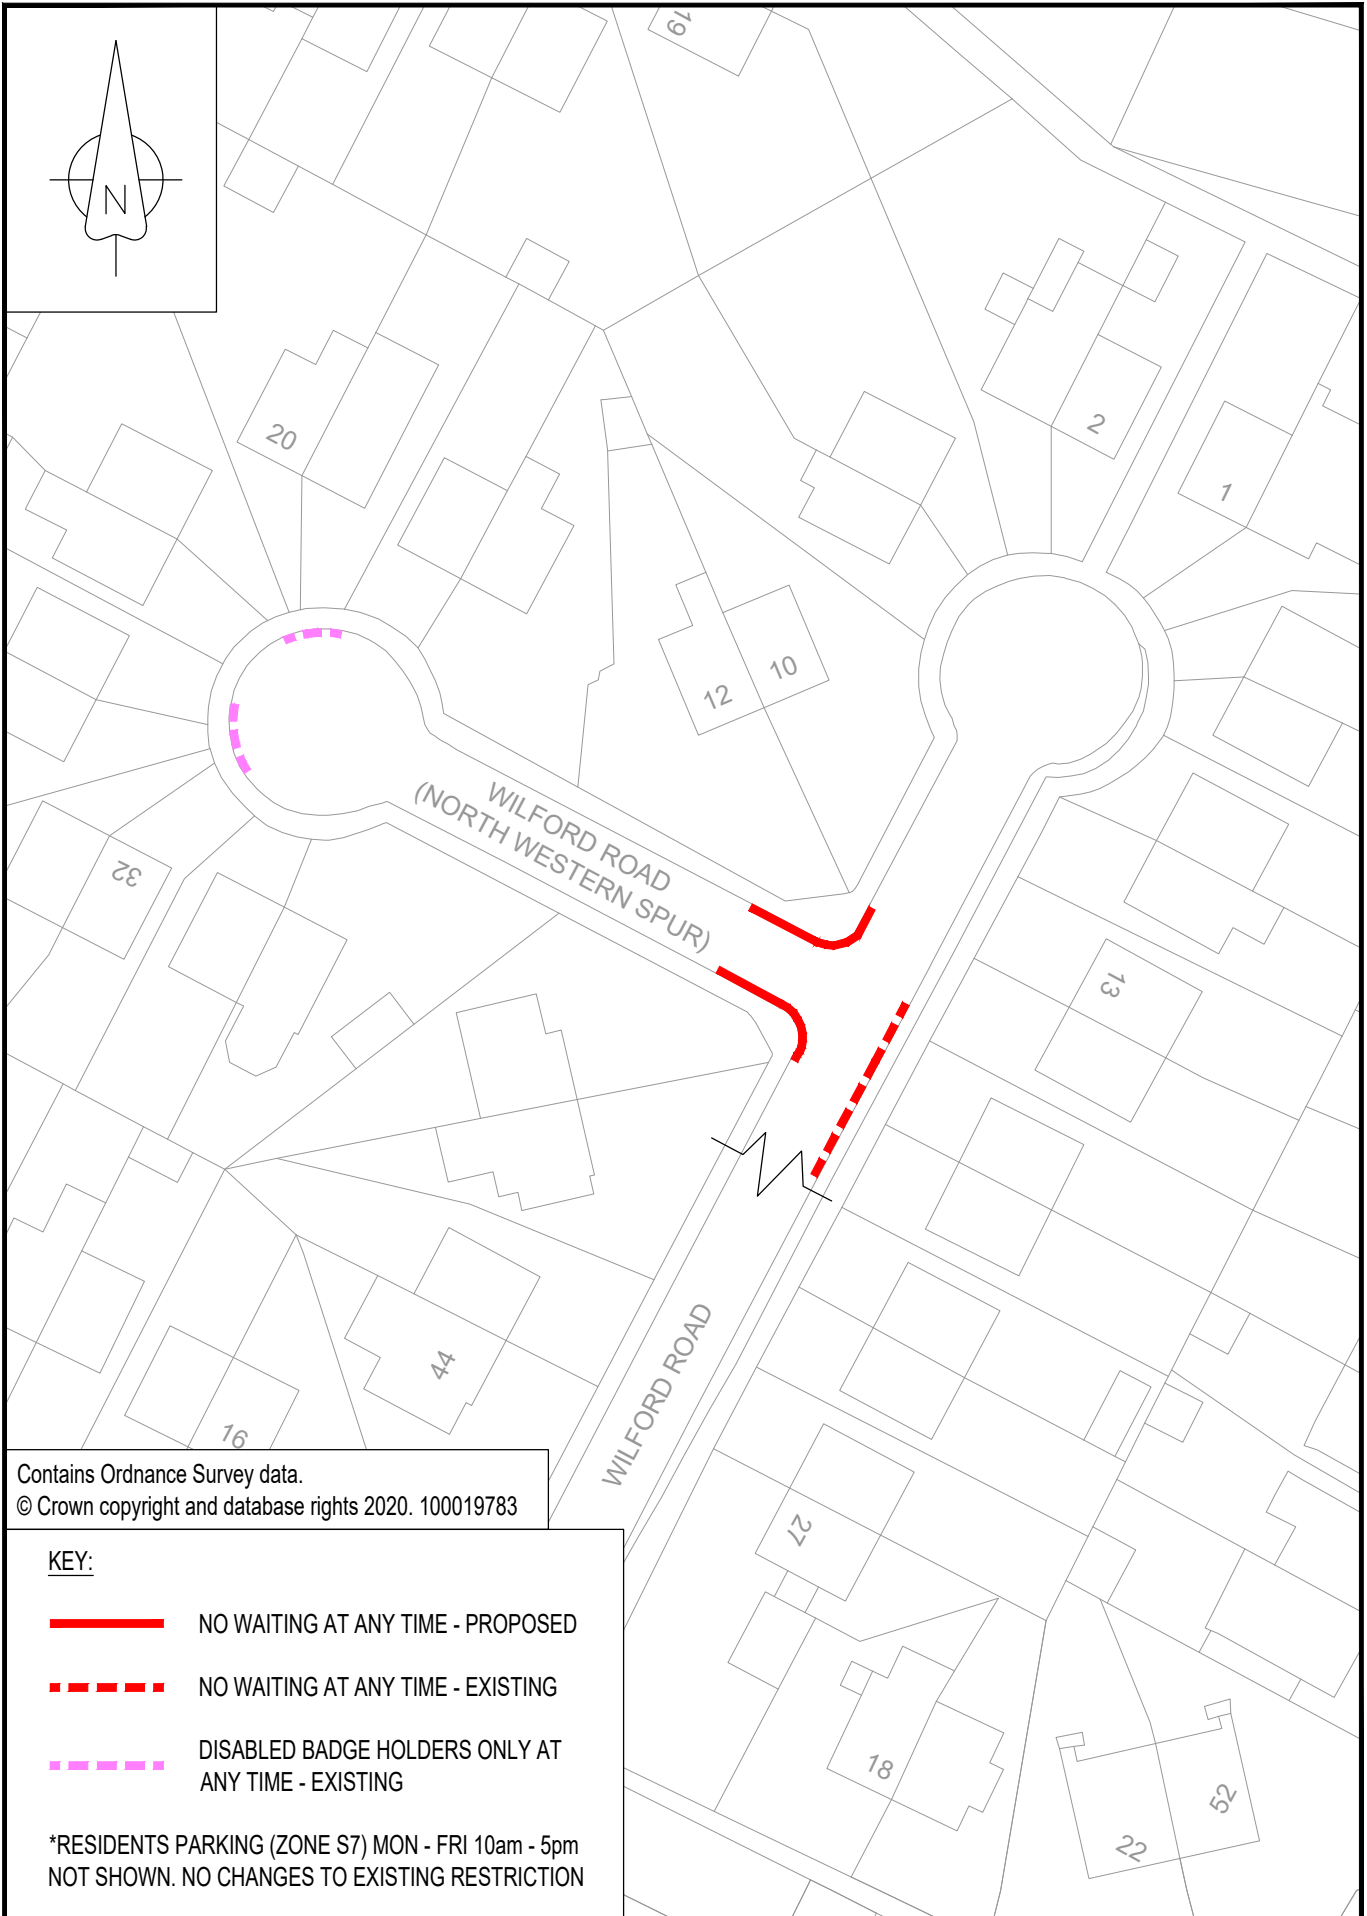 19
N
20
2
1
10
12
WILFORD ROAD
(NORTH WESTERN SPUR)
32
13
44
16
WILFORD ROAD
27
18
52
22
Contains Ordnance Survey data.
© Crown copyright and database rights 2020. 100019783
KEY:
NO WAITING AT ANY TIME - PROPOSED
NO WAITING AT ANY TIME - EXISTING
DISABLED BADGE HOLDERS ONLY AT
ANY TIME - EXISTING
*RESIDENTS PARKING (ZONE S7) MON - FRI 10am - 5pm
NOT SHOWN. NO CHANGES TO EXISTING RESTRICTION